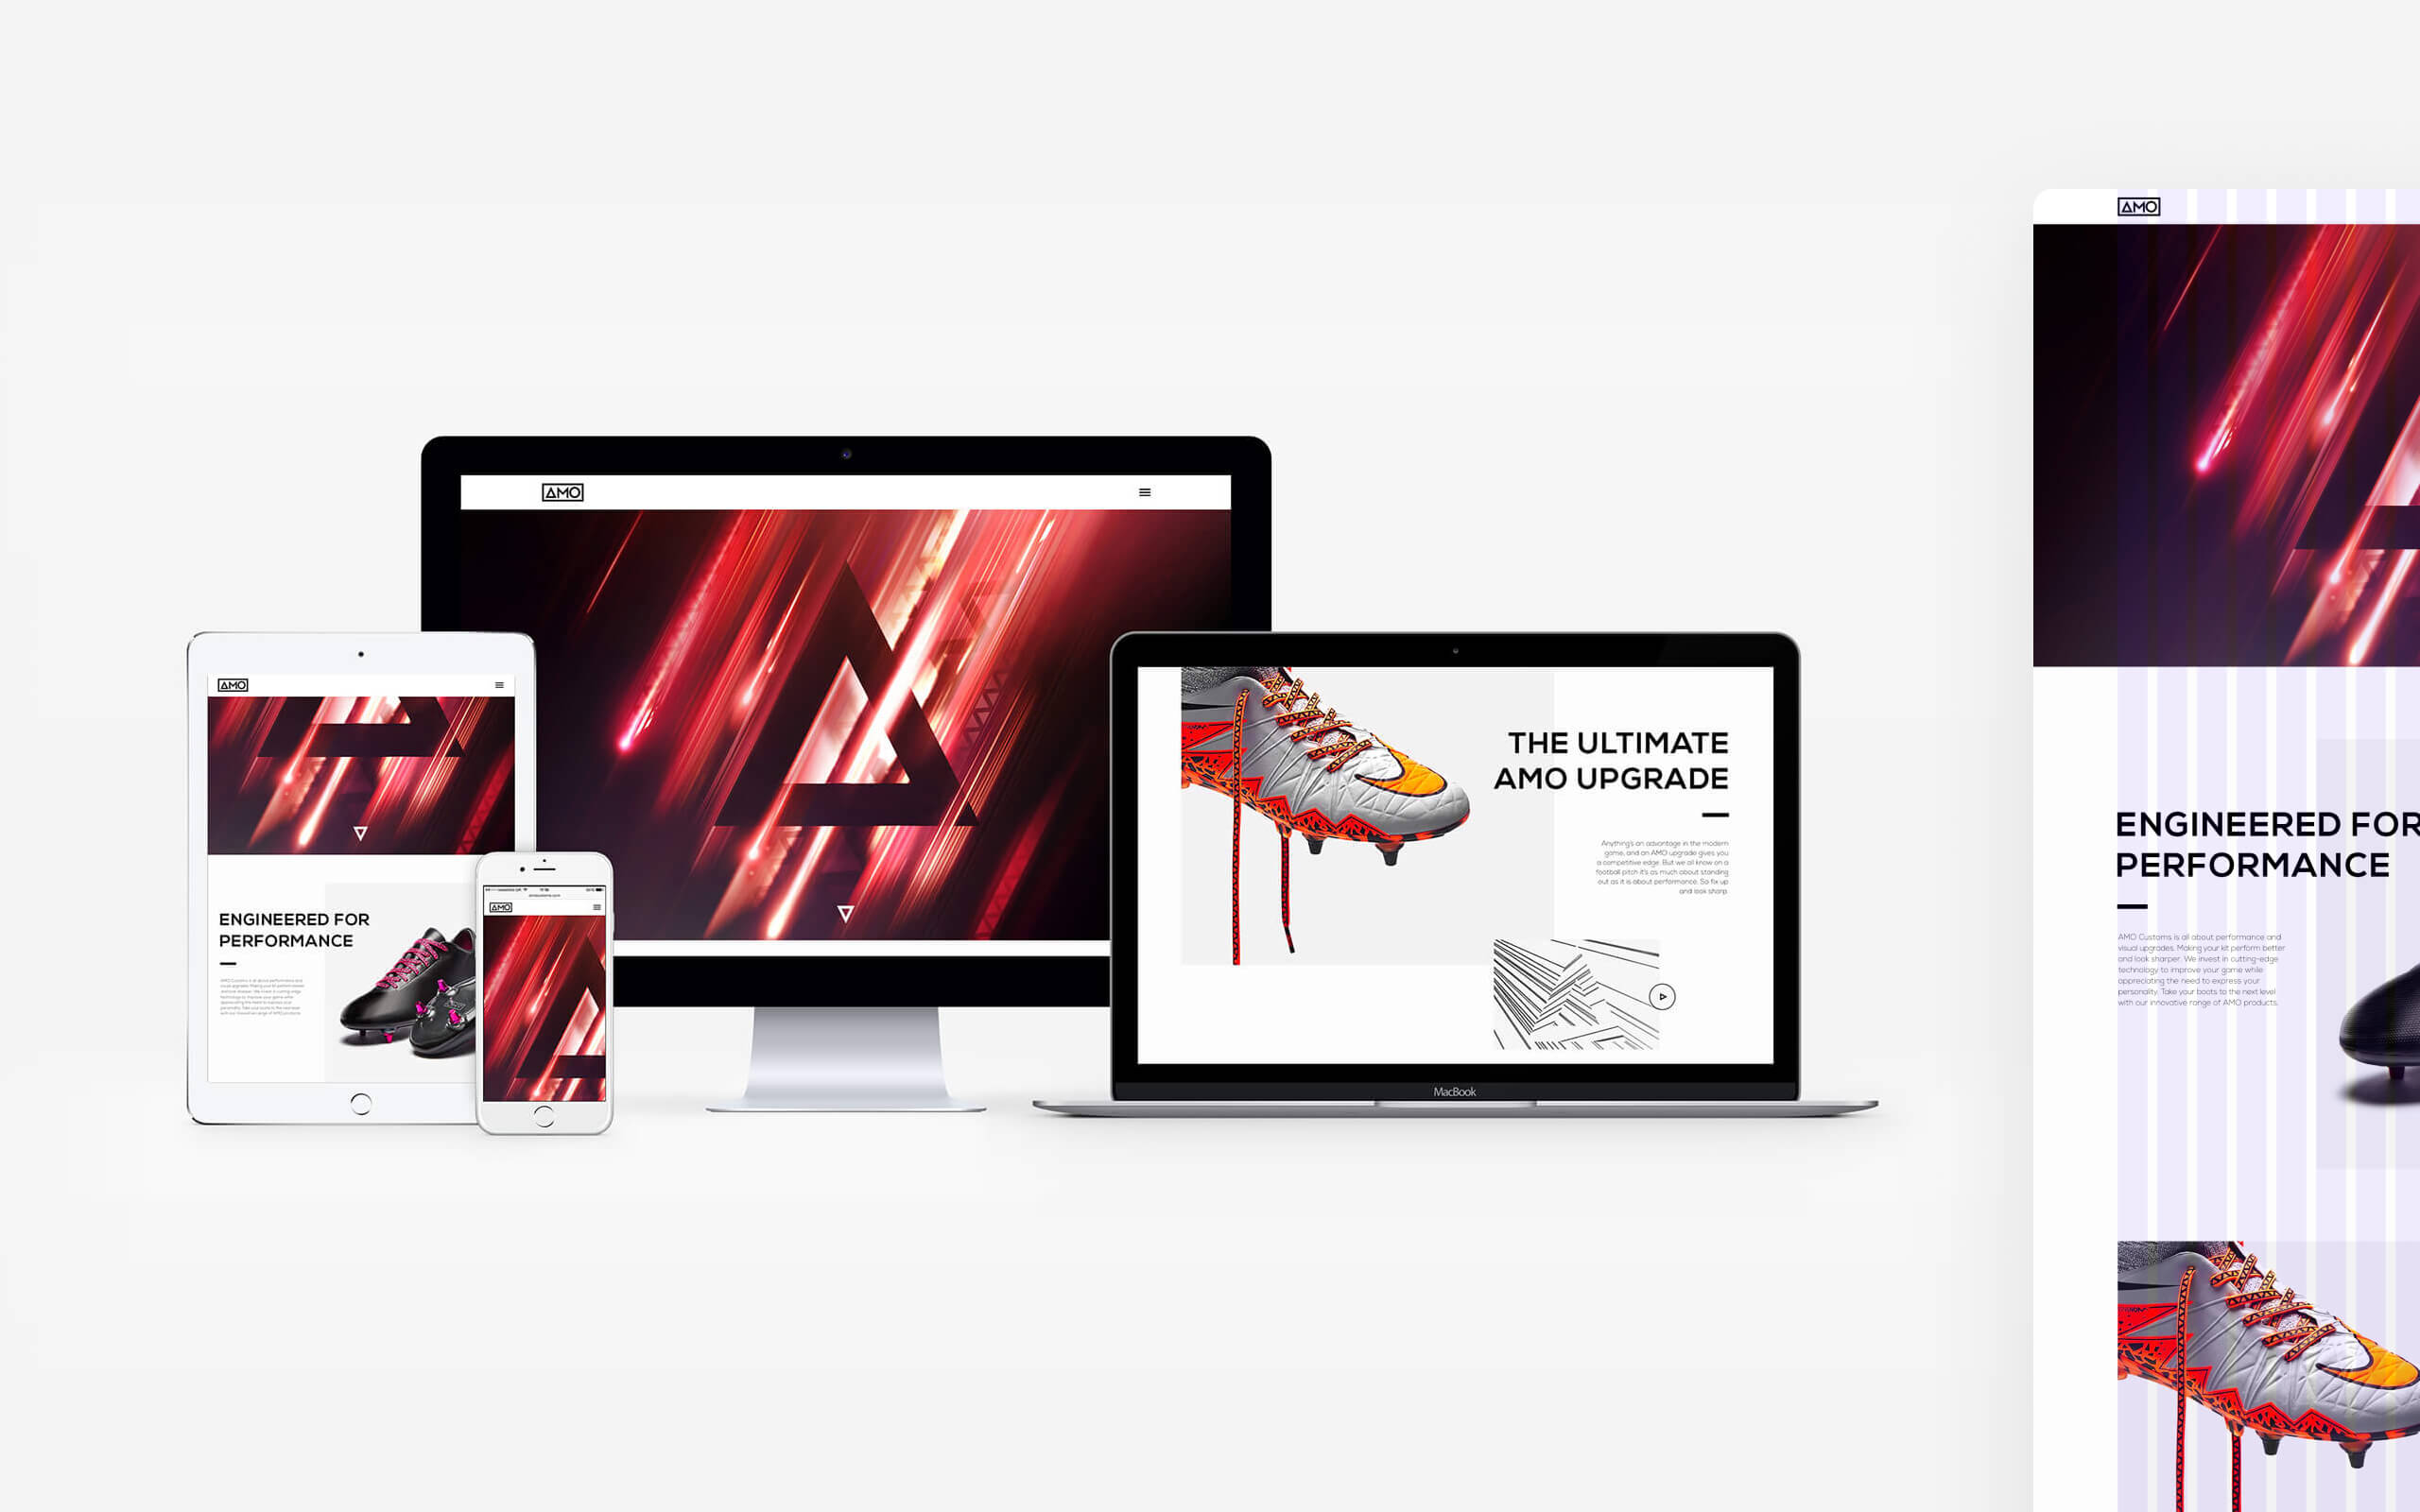 AMO
AMO
ENGINEERED FOR
PERFORMANCE
AMO
THE ULTIMATE
AMO UPGRADE
Anything's an advantage in the modern
game, and an AMO upgrade gives you
a competitive edge. But we all know on a
football pitch it's as much about standing
out as it is about performance. So fix up
and look sharp.
MacBook
AMO
ENGINEERED FOR
PERFORMANCE
AMO Customs is all about performance and
visual upgrades. Making your kit perform better
and look sharper. We invest in cutting-edge
technology to improve your game while
appreciating the need to express your
personality. Take your boots to the next level
with our innovative range of AMO products.